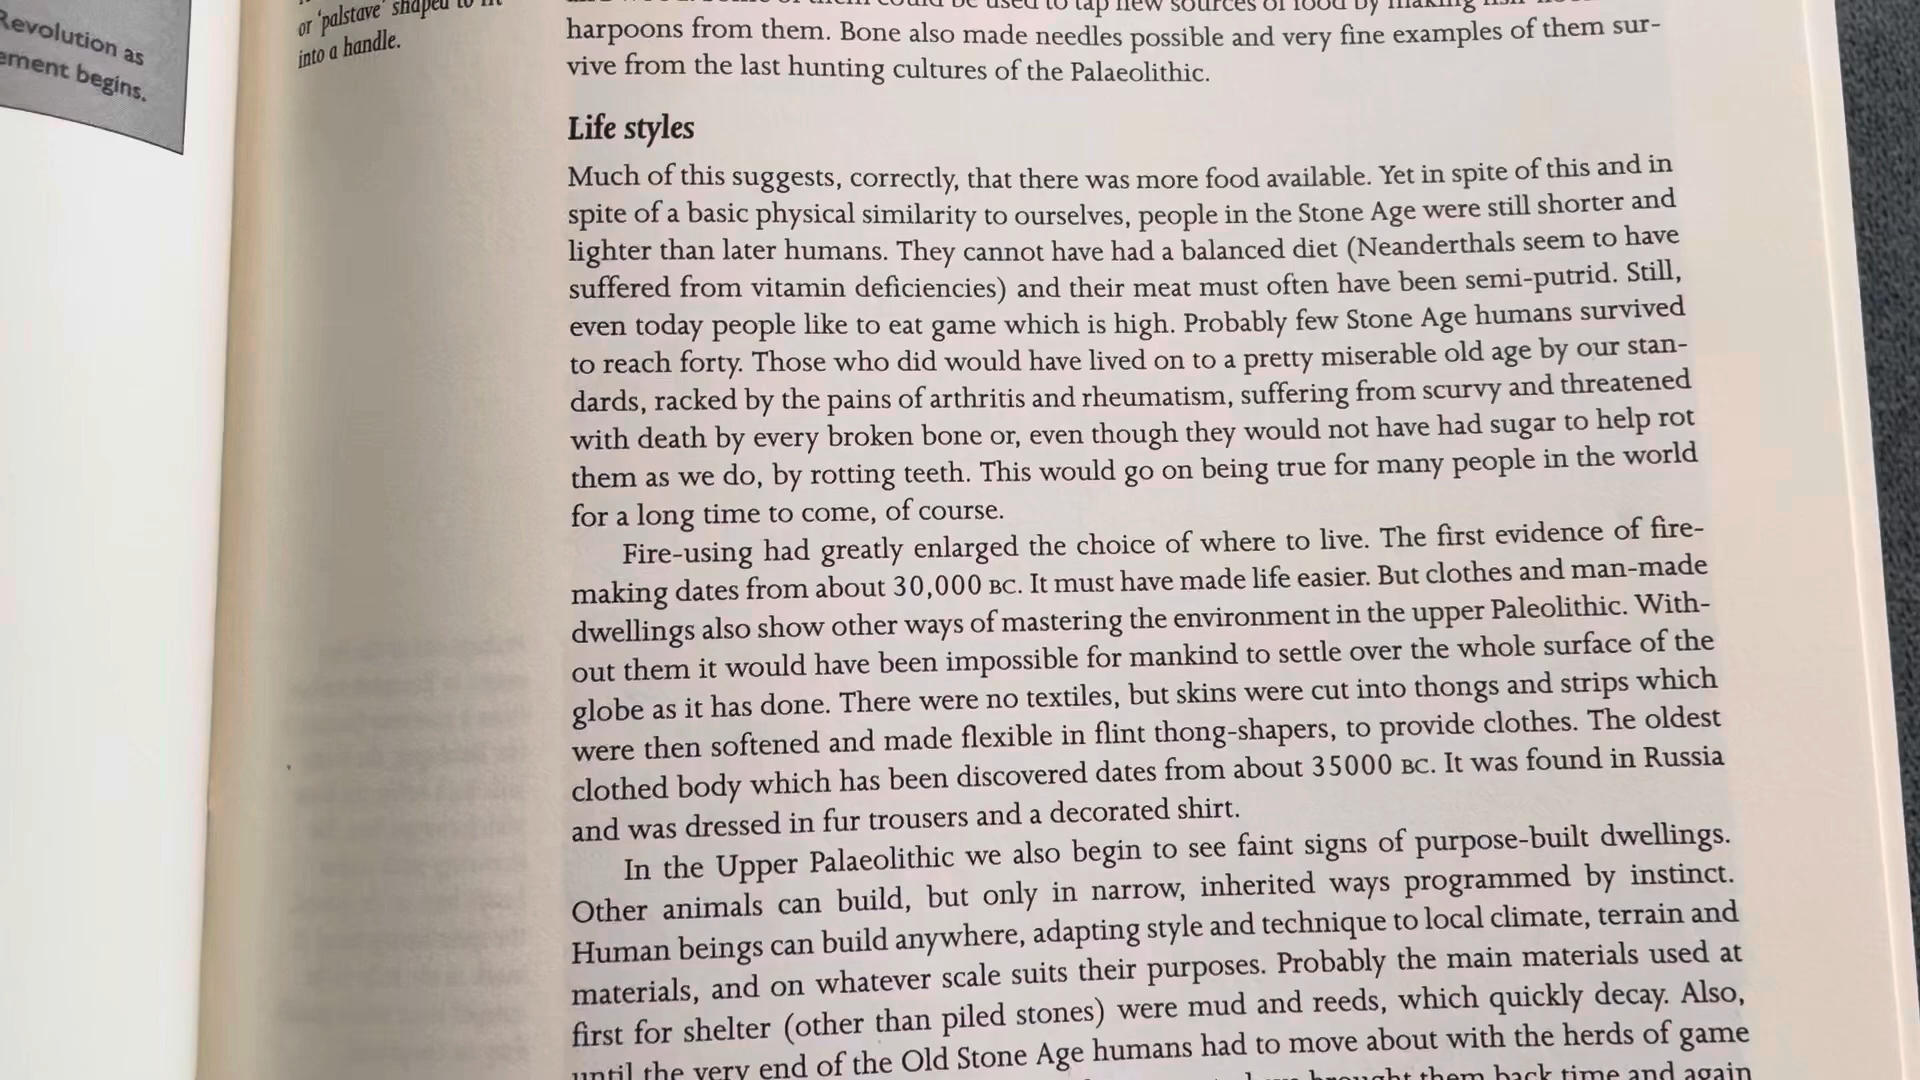 Revolution as
ement begins.
or 'palstave' shaped to fit
into a handle.
harpoons from them. Bone also made needles possible and very fine examples of them sur-
vive from the last hunting cultures of the Palaeolithic.
Life styles
Much of this suggests, correctly, that there was more food available. Yet in spite of this and in
spite of a basic physical similarity to ourselves, people in the Stone Age were still shorter and
lighter than later humans. They cannot have had a balanced diet (Neanderthals seem to have
suffered from vitamin deficiencies) and their meat must often have been semi-putrid. Still,
even today people like to eat game which is high. Probably few Stone Age humans survived
to reach forty. Those who did would have lived on to a pretty miserable old age by our stan-
dards, racked by the pains of arthritis and rheumatism, suffering from scurvy and threatened
with death by every broken bone or, even though they would not have had sugar to help rot
them as we do, by rotting teeth. This would go on being true for many people in the world
for a long time to come, of course.
Fire-using had greatly enlarged the choice of where to live. The first evidence of fire-
making dates from about 30,000 BC. It must have made life easier. But clothes and man-made
dwellings also show other ways of mastering the environment in the upper Paleolithic. With-
out them it would have been impossible for mankind to settle over the whole surface of the
globe as it has done. There were no textiles, but skins were cut into thongs and strips which
were then softened and made flexible in flint thong-shapers, to provide clothes. The oldest
clothed body which has been discovered dates from about 35000 BC. It was found in Russia
and was dressed in fur trousers and a decorated shirt.
In the Upper Palaeolithic we also begin to see faint signs of purpose-built dwellings.
Other animals can build, but only in narrow, inherited ways programmed by instinct.
Human beings can build anywhere, adapting style and technique to local climate, terrain and
materials, and on whatever scale suits their purposes. Probably the main materials used at
first for shelter (other than piled stones) were mud and reeds, which quickly decay. Also,
until the very end of the Old Stone Age humans had to move about with the herds of game
brought them back time and again